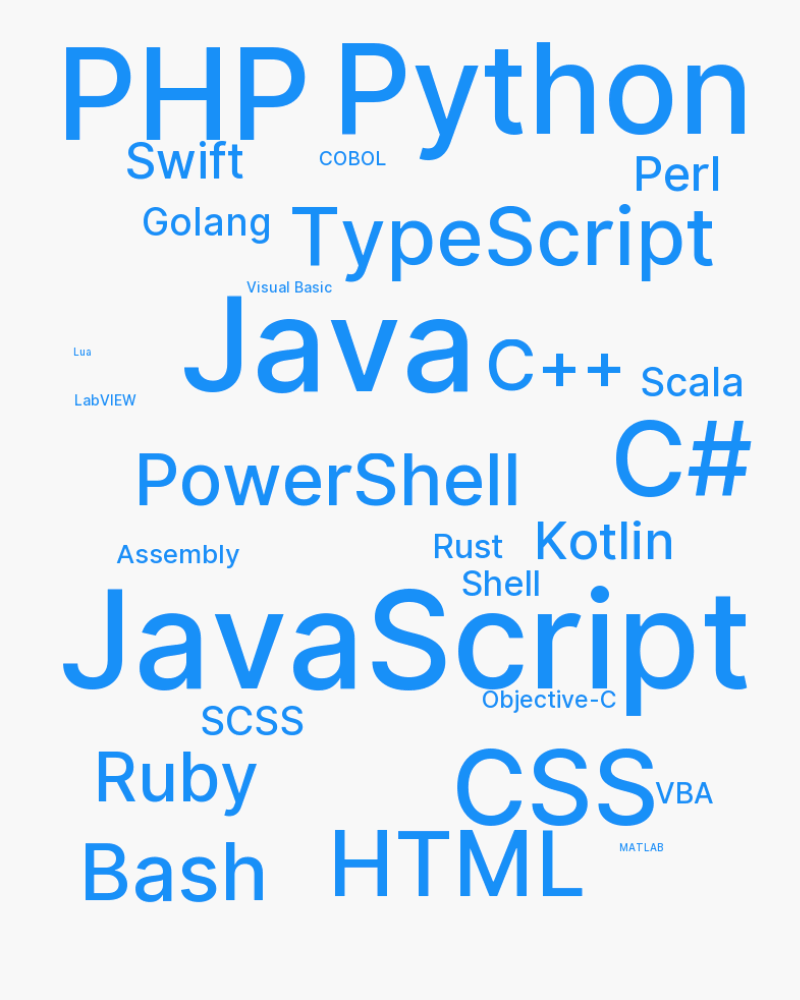 PHP Python
Swift COBOL Perl
Golang TypeScript
Visual Basic
Java C++ Scala
Lua
LabVIEW
PowerShell C#
Assembly Rust Kotlin
Shell
JavaScript
Objective-C
SCSS
Ruby CSS VBA
Bash HTML MATLAB